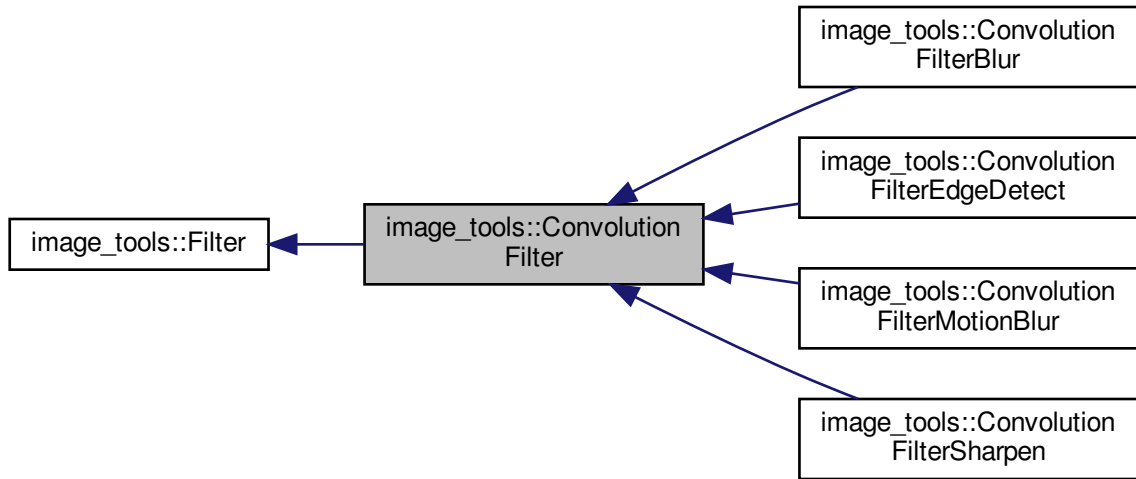 image_tools::Filter
image_tools::Convolution
Filter
image_tools::Convolution
FilterBlur
image_tools::Convolution
FilterEdgeDetect
image_tools::Convolution
FilterMotionBlur
image_tools::Convolution
FilterSharpen